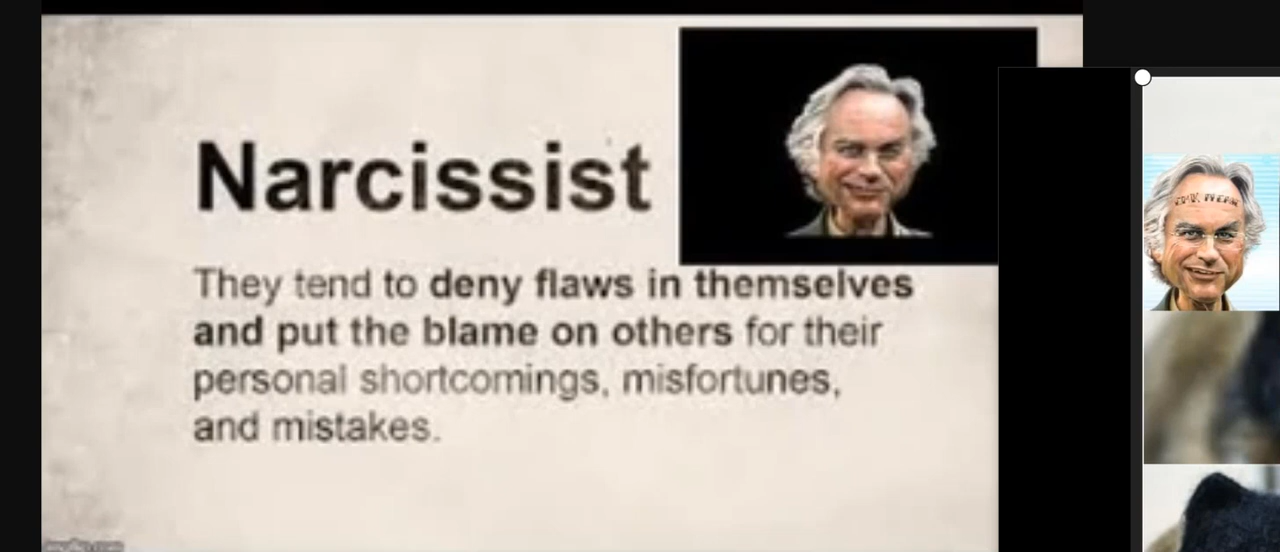 Narcissist
They tend to deny flaws in themselves
and put the blame on others for their
personal shortcomings, misfortunes,
and mistakes.